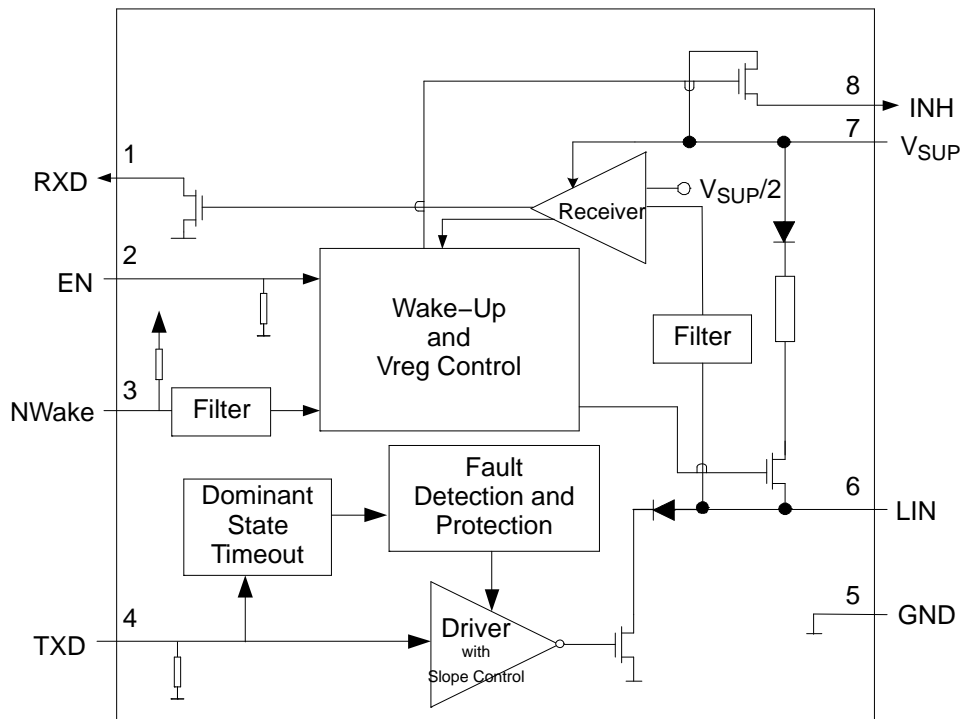 8
INH
7
VSUP
1
RXD
VSUP/2
Receiver
2
EN
Wake−Up
and
Vreg Control
Filter
3
NWake
Filter
Fault
Detection and
Protection
Dominant
State
Timeout
6
LIN
5
GND
4
TXD
Driver
with
Slope Control